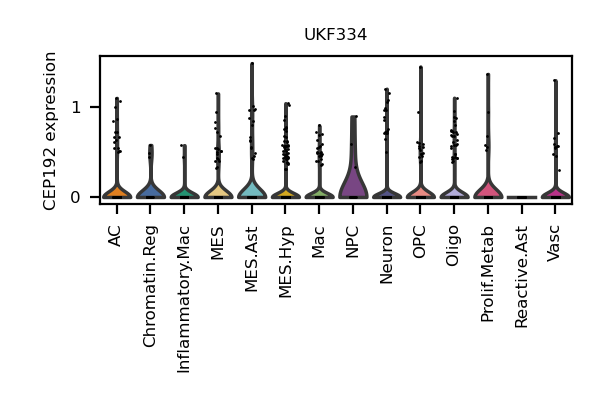 UKF334
CEP192 expression
1
0
AC
Chromatin.Reg
Inflammatory.Mac
MES
MES.Ast
MES.Hyp
Mac
NPC
Neuron
OPC
Oligo
Prolif.Metab
Reactive.Ast
Vasc